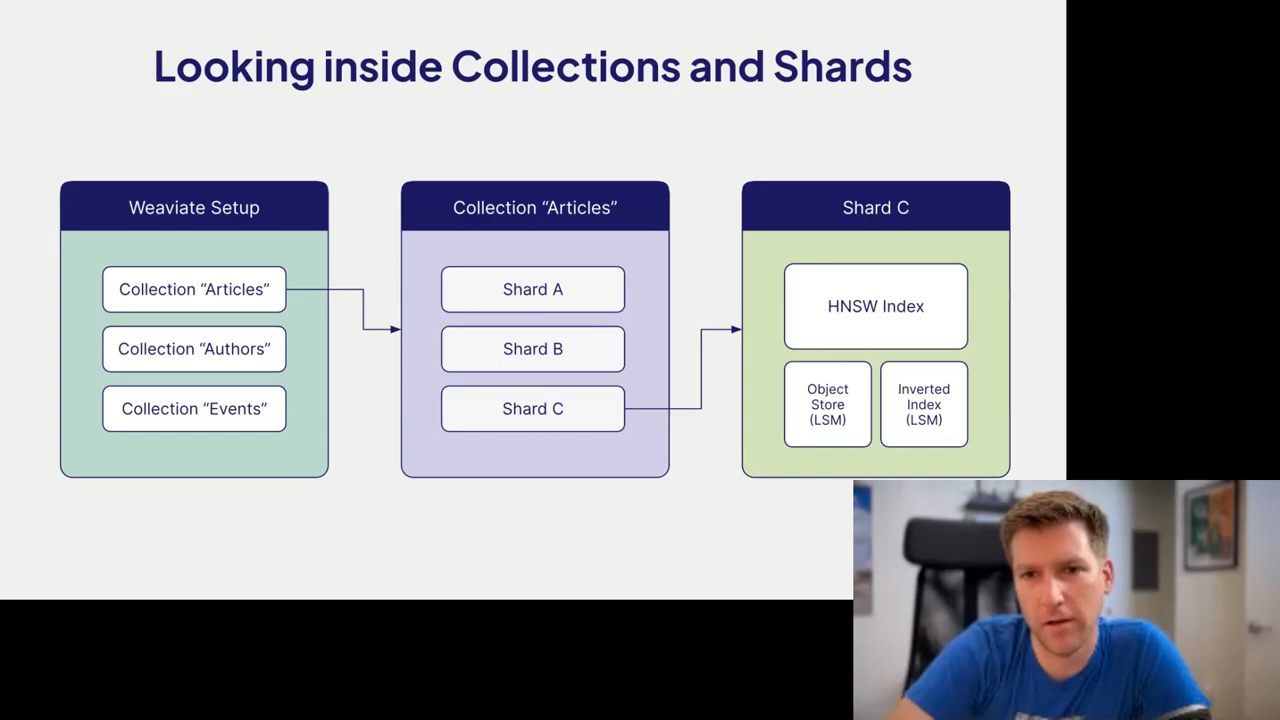 Looking inside Collections and Shards
Weaviate Setup
Collection “Articles”
Collection “Authors”
Collection “Events”
Collection “Articles”
Shard A
Shard B
Shard C
Shard C
HNSW Index
Object
Store
(LSM)
Inverted
Index
(LSM)